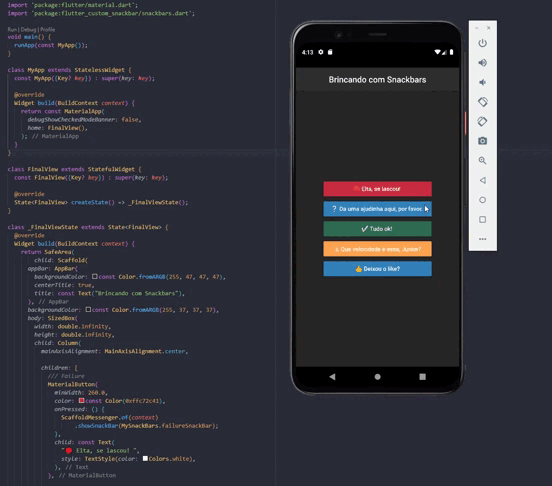 import 'package:flutter/material.dart';
import 'package:flutter_custom_snackbar/snackbars.dart';
Run | Debug | Profile
void main() {
runApp(const MyApp());
}
class MyApp extends StatelessWidget {
const MyApp({Key? key}) : super(key: key);
@override
Widget build(BuildContext context) {
return const MaterialApp(
debugShowCheckedModeBanner: false,
home: FinalView(),
); // MaterialApp
}
}
class FinalView extends StatefulWidget {
const FinalView({Key? key}) : super(key: key);
@override
State<FinalView> createState() => _FinalViewState();
}
class _FinalViewState extends State<FinalView> {
@override
Widget build(BuildContext context) {
return SafeArea(
child: Scaffold(
appBar: AppBar(
backgroundColor: const Color.fromARGB(255, 47, 47, 47),
centerTitle: true,
title: const Text("Brincando com Snackbars"),
), // AppBar
backgroundColor: const Color.fromARGB(255, 37, 37, 37),
body: SizedBox(
width: double.infinity,
height: double.infinity,
child: Column(
mainAxisAlignment: MainAxisAlignment.center,
children: [
/// Failure
MaterialButton(
minWidth: 260.0,
color: const Color(0xffc72c41),
onPressed: () {
ScaffoldMessenger.of(context)
.showSnackBar(MySnackBars.failureSnackBar);
},
child: const Text(
"🔴 Eita, se lascou! ",
style: TextStyle(color: Colors.white),
), // Text
), // MaterialButton
4:13
Brincando com Snackbars
Eita, se lascou!
❓ Dá uma ajudinha aqui, por favor.
✔ Tudo ok!
⚠ Que velocidade é essa, Júnior?
👍 Deixou o like?